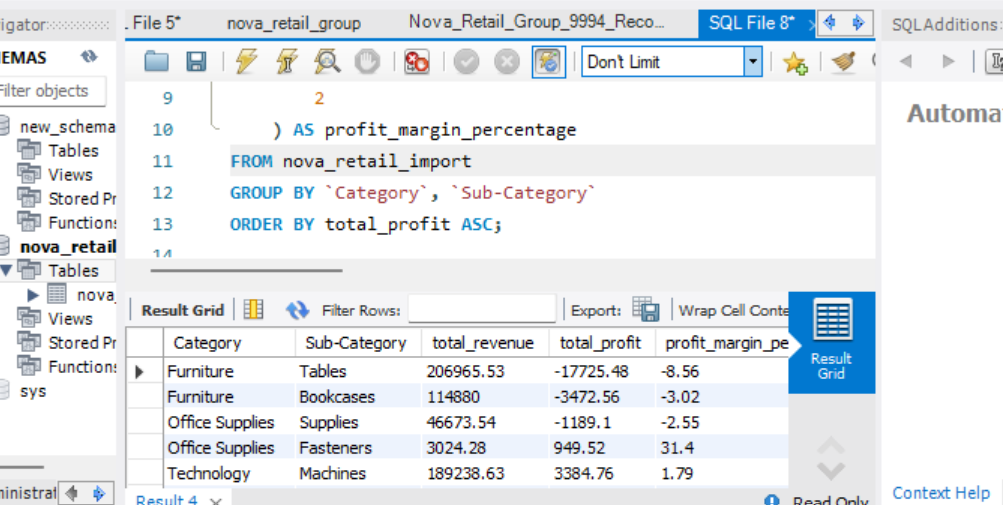 igator
. File 5*
nova_retail_group
Nova_Retail_Group_9994_Reco...
SQL File 8*
SQLAdditions
HEMAS
Filter objects
new_schema
Tables
Views
Stored Pr
Functions
nova_retail
Tables
nova_
Views
Stored Pr
Functions
sys
ministrat
Don't Limit
9 2
10 ) AS profit_margin_percentage
11 FROM nova_retail_import
12 GROUP BY `Category`, `Sub-Category`
13 ORDER BY total_profit ASC;
14
Result Grid Filter Rows: Export: Wrap Cell Conte
Category Sub-Category total_revenue total_profit profit_margin_pe
Furniture Tables 206965.53 -17725.48 -8.56
Furniture Bookcases 114880 -3472.56 -3.02
Office Supplies Supplies 46673.54 -1189.1 -2.55
Office Supplies Fasteners 3024.28 949.52 31.4
Technology Machines 189238.63 3384.76 1.79
Result 4
Result
Grid
Read Only
Automa
Context Help